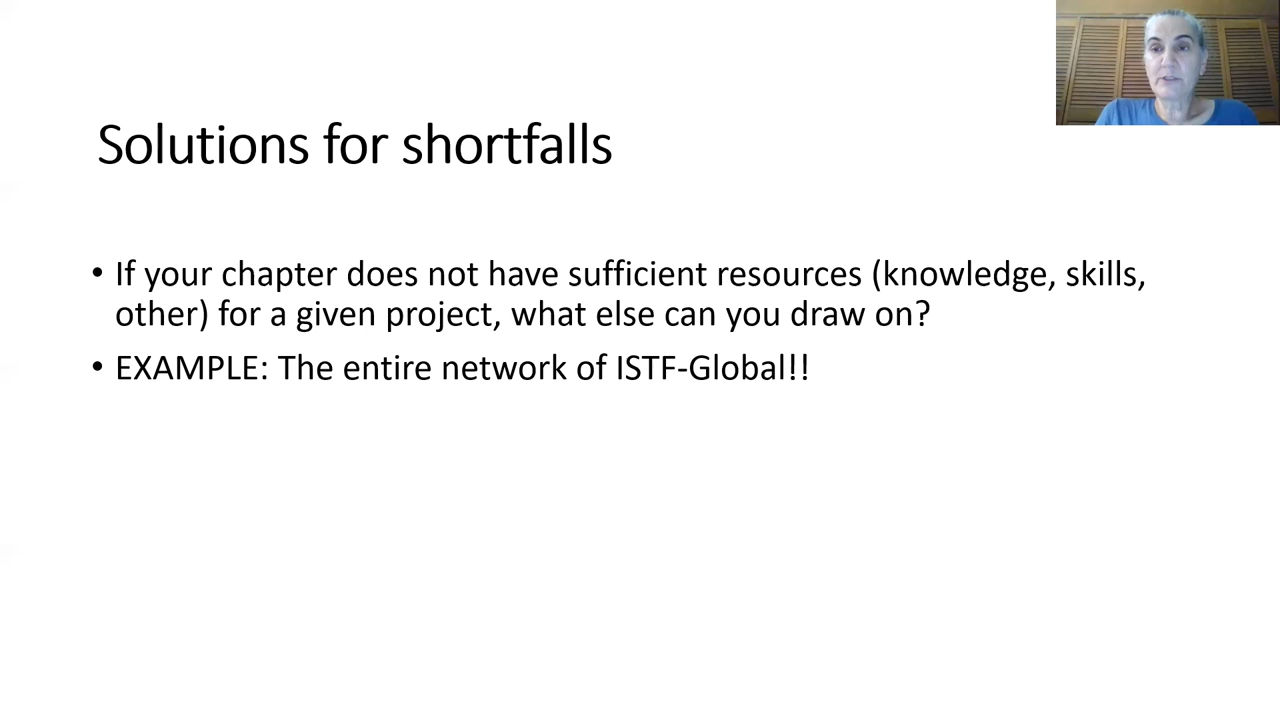 Solutions for shortfalls
• If your chapter does not have sufficient resources (knowledge, skills,
other) for a given project, what else can you draw on?
• EXAMPLE: The entire network of ISTF-Global!!